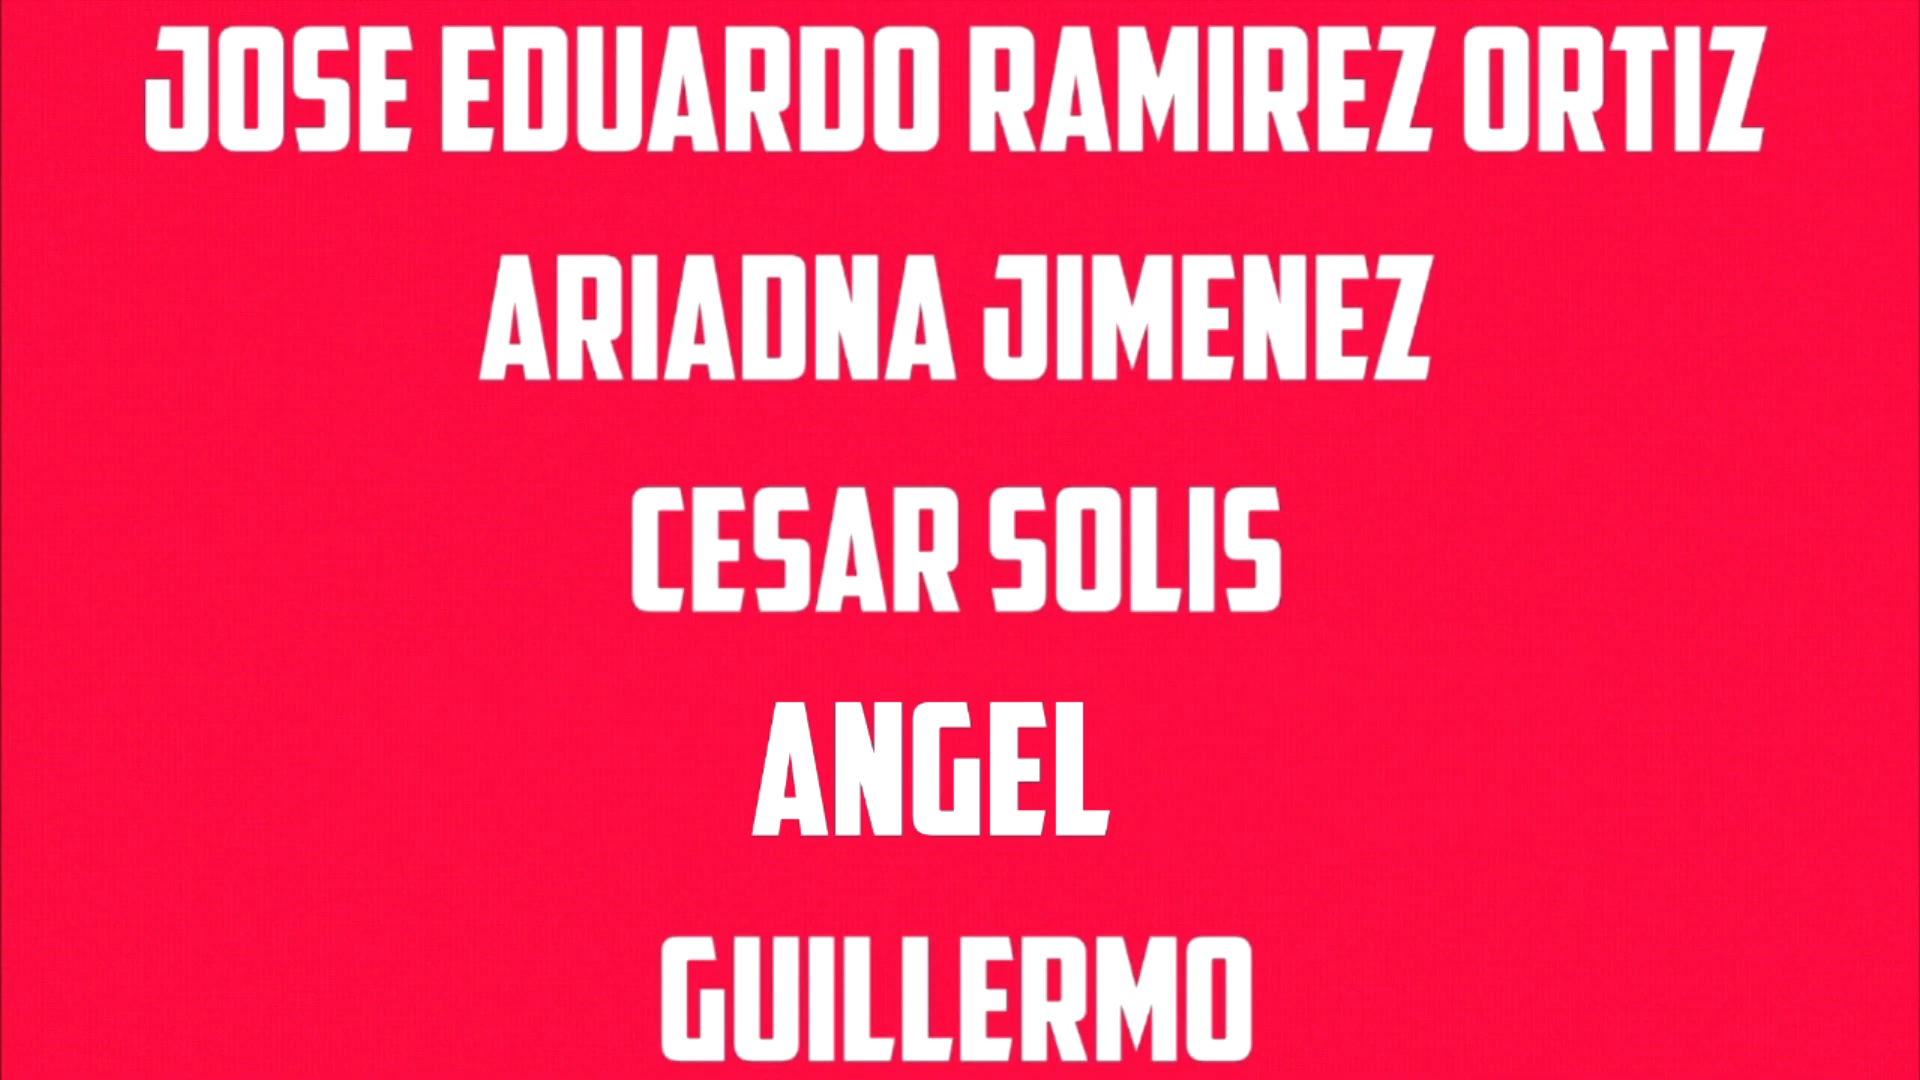 JOSE EDUARDO RAMIREZ ORTIZ
ARIADNA JIMENEZ
CESAR SOLIS
ANGEL
GUILLERMO